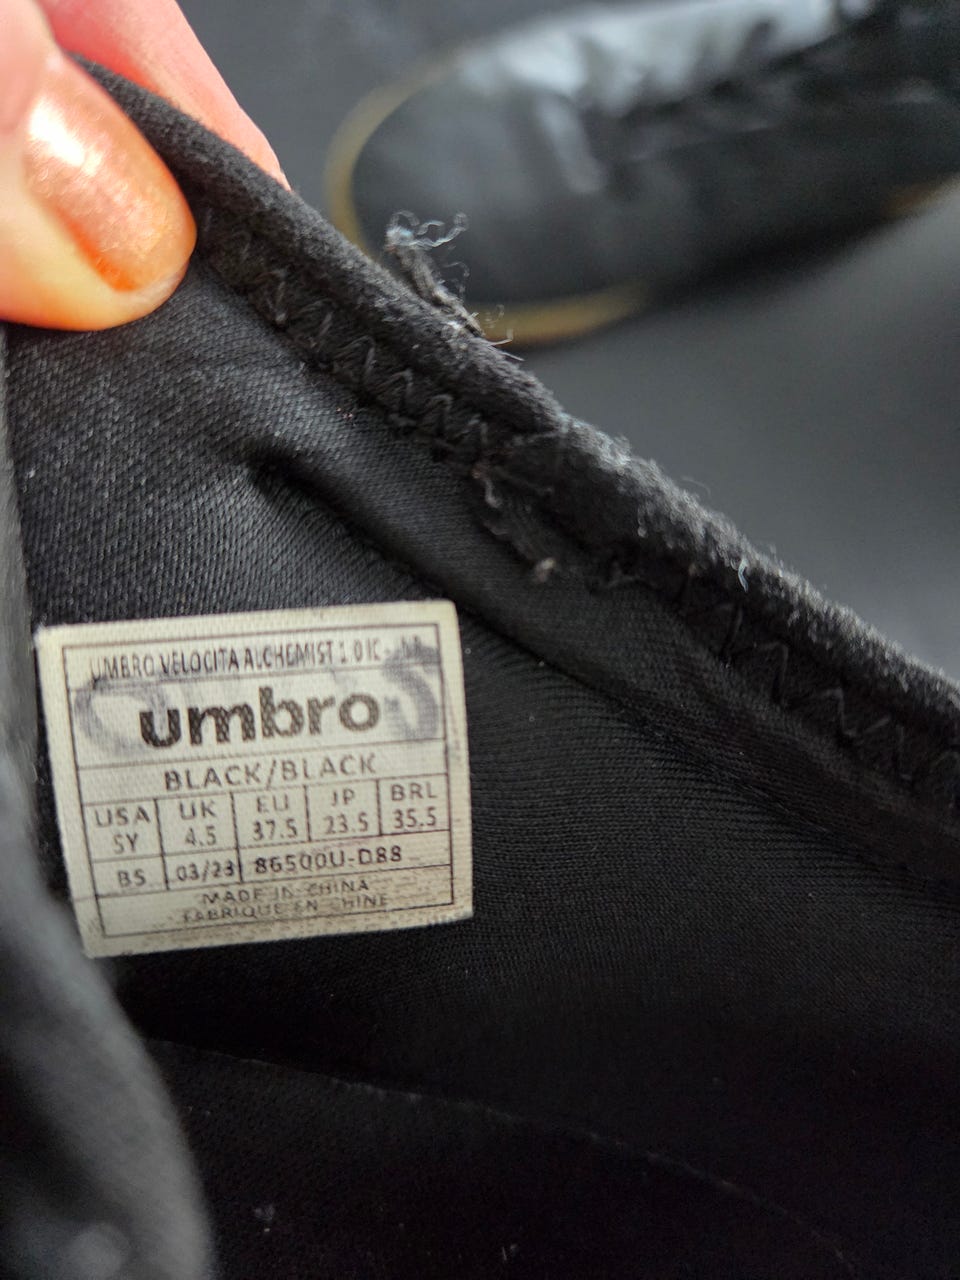 UMBRO VELOCITA ALCHEMIST 1.0 IC - JNR
umbro
BLACK/BLACK
USA UK EU JP BRL
5Y 4.5 37.5 23.5 35.5
BS 03/23 86500U-D88
MADE IN CHINA
FABRIQUE EN CHINE